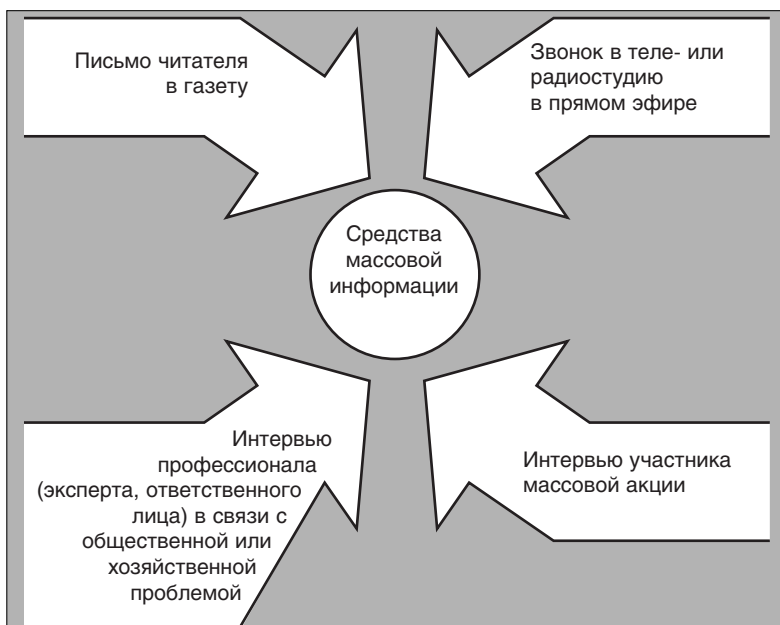 Письмо читателя
в газету
Звонок в теле- или
радиостудию
в прямом эфире
Средства
массовой
информации
Интервью
профессионала
(эксперта, ответственного
лица) в связи с
общественной или
хозяйственной
проблемой
Интервью участника
массовой акции